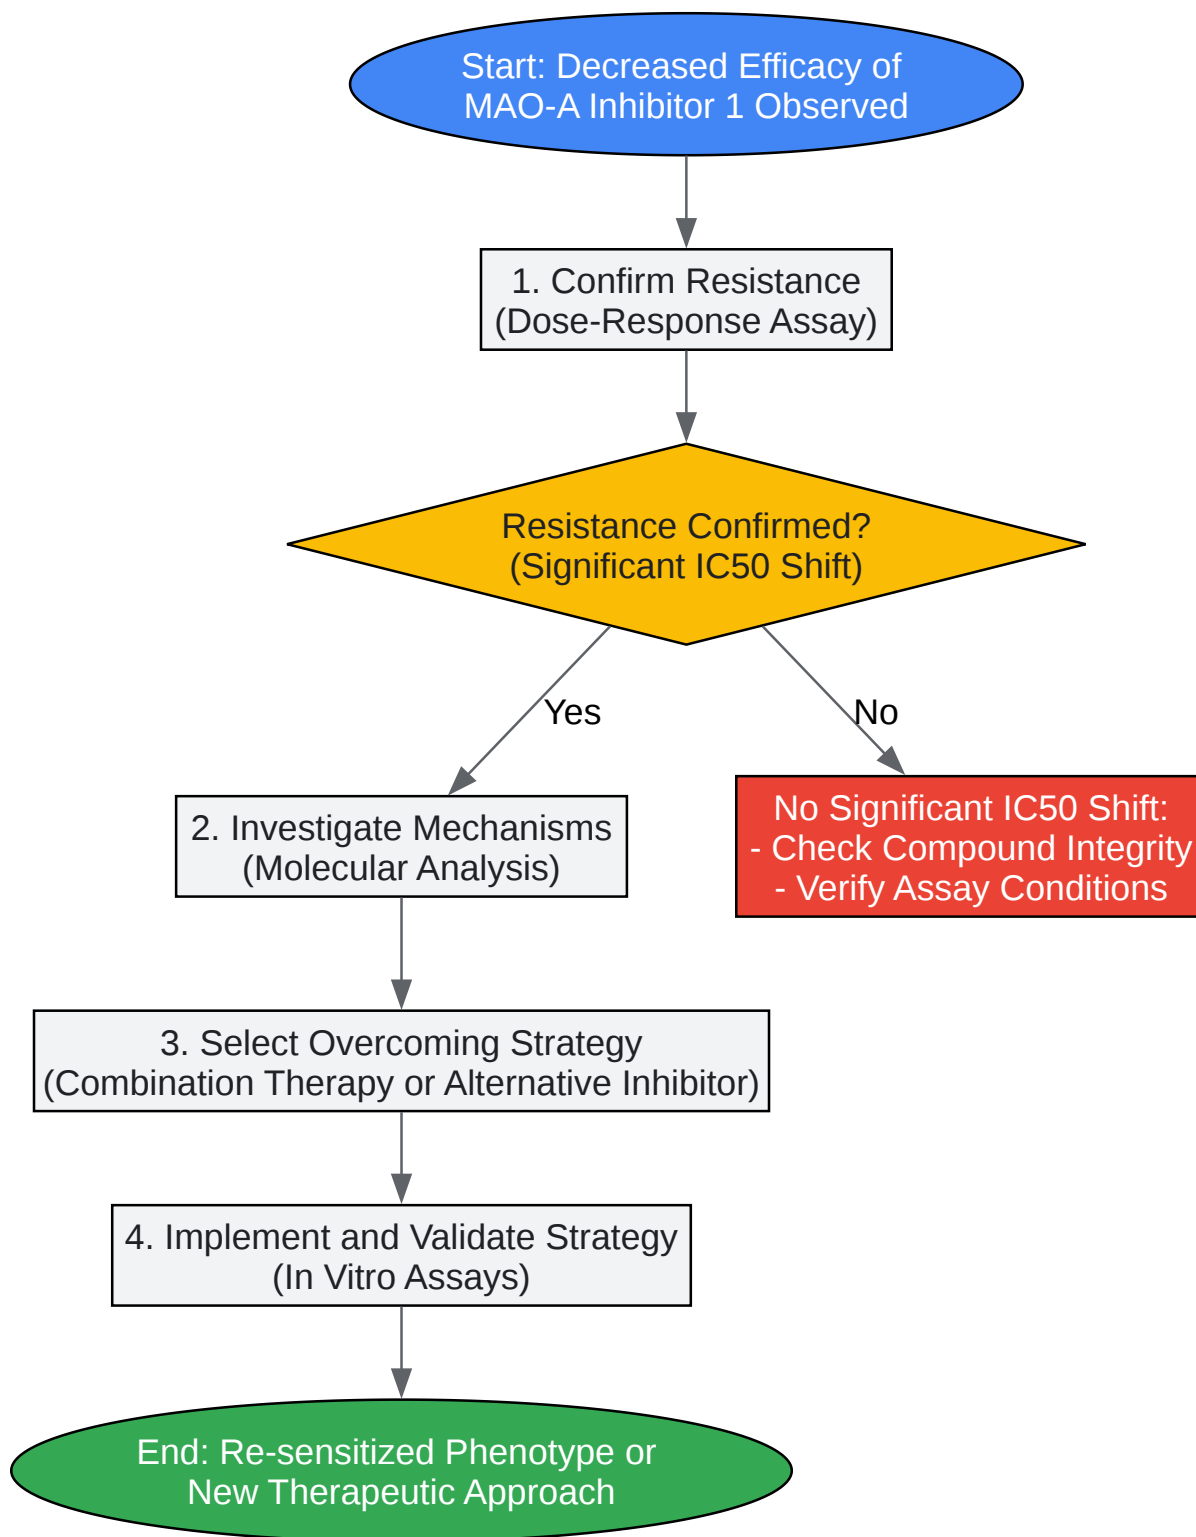 Start: Decreased Efficacy of
MAO-A Inhibitor 1 Observed
1. Confirm Resistance
(Dose-Response Assay)
Resistance Confirmed?
(Significant IC50 Shift)
Yes
No
2. Investigate Mechanisms
(Molecular Analysis)
No Significant IC50 Shift:
- Check Compound Integrity
- Verify Assay Conditions
3. Select Overcoming Strategy
(Combination Therapy or Alternative Inhibitor)
4. Implement and Validate Strategy
(In Vitro Assays)
End: Re-sensitized Phenotype or
New Therapeutic Approach